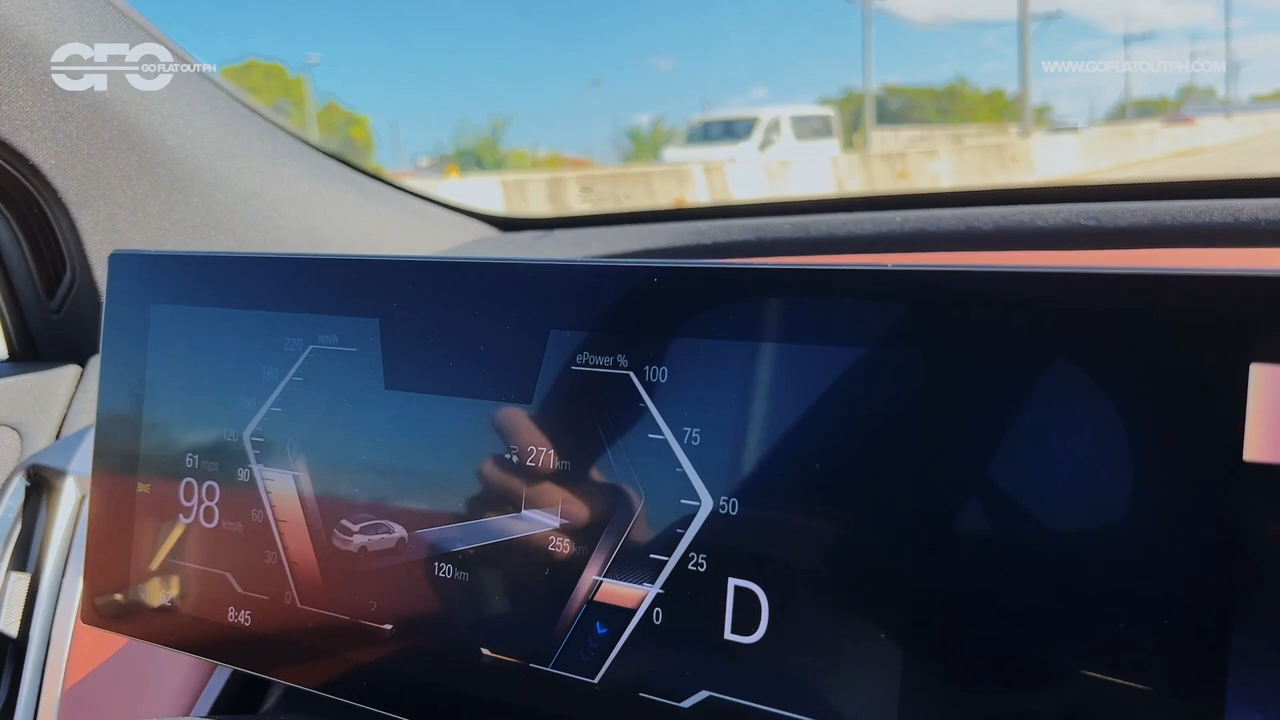 GFO
GO FLAT OUT PH
WWW.GOFLATOUTPH.COM
220 km/h
180
150
120
90
60
30
0
61 mph
98 km/h
8:45
271 km
255 km
120 km
ePower %
100
75
50
25
0
D